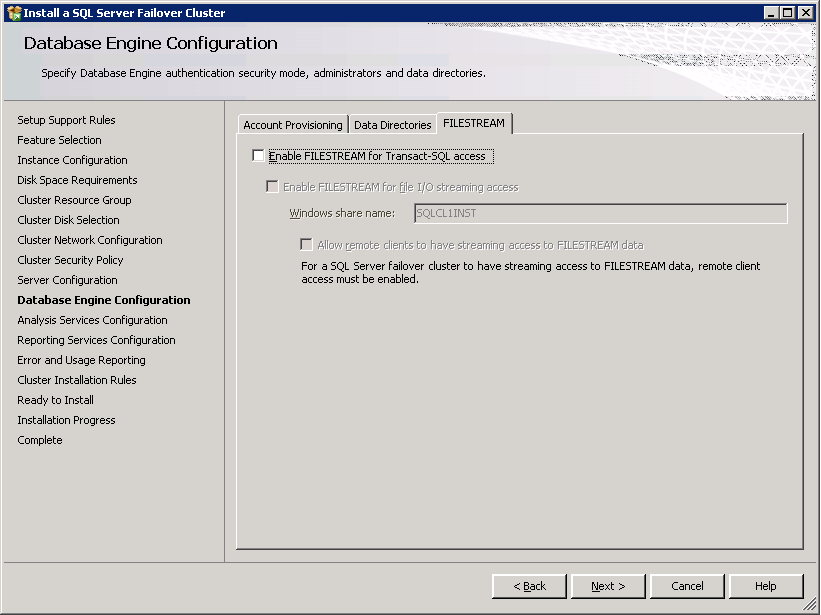 Install a SQL Server Failover Cluster
Database Engine Configuration
Specify Database Engine authentication security mode, administrators and data directories.
Setup Support Rules
Feature Selection
Instance Configuration
Disk Space Requirements
Cluster Resource Group
Cluster Disk Selection
Cluster Network Configuration
Cluster Security Policy
Server Configuration
Database Engine Configuration
Analysis Services Configuration
Reporting Services Configuration
Error and Usage Reporting
Cluster Installation Rules
Ready to Install
Installation Progress
Complete
Account Provisioning
Data Directories
FILESTREAM
Enable FILESTREAM for Transact-SQL access
Enable FILESTREAM for file I/O streaming access
Windows share name:
SQLCL1INST
Allow remote clients to have streaming access to FILESTREAM data
For a SQL Server failover cluster to have streaming access to FILESTREAM data, remote client
access must be enabled.
< Back
Next >
Cancel
Help